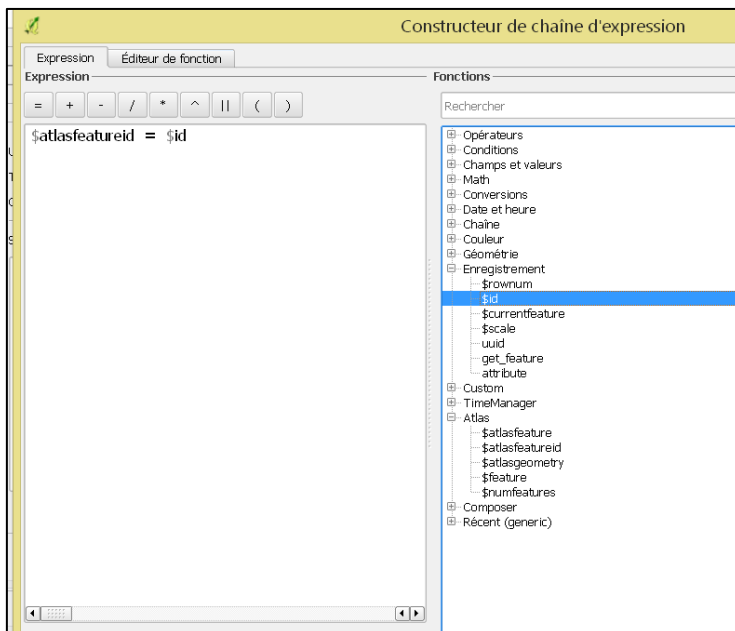 Constructeur de chaîne d'expression
Expression Éditeur de fonction
Expression
= + - / * ^ || ( )
$atlasfeatureid = $id
Fonctions
Rechercher
Opérateurs
Conditions
Champs et valeurs
Math
Conversions
Date et heure
Chaîne
Couleur
Géométrie
Enregistrement
$rownum
$id
$currentfeature
$scale
uuid
get_feature
attribute
Custom
TimeManager
Atlas
$atlasfeature
$atlasfeatureid
$atlasgeometry
$feature
$numfeatures
Composer
Récent (generic)